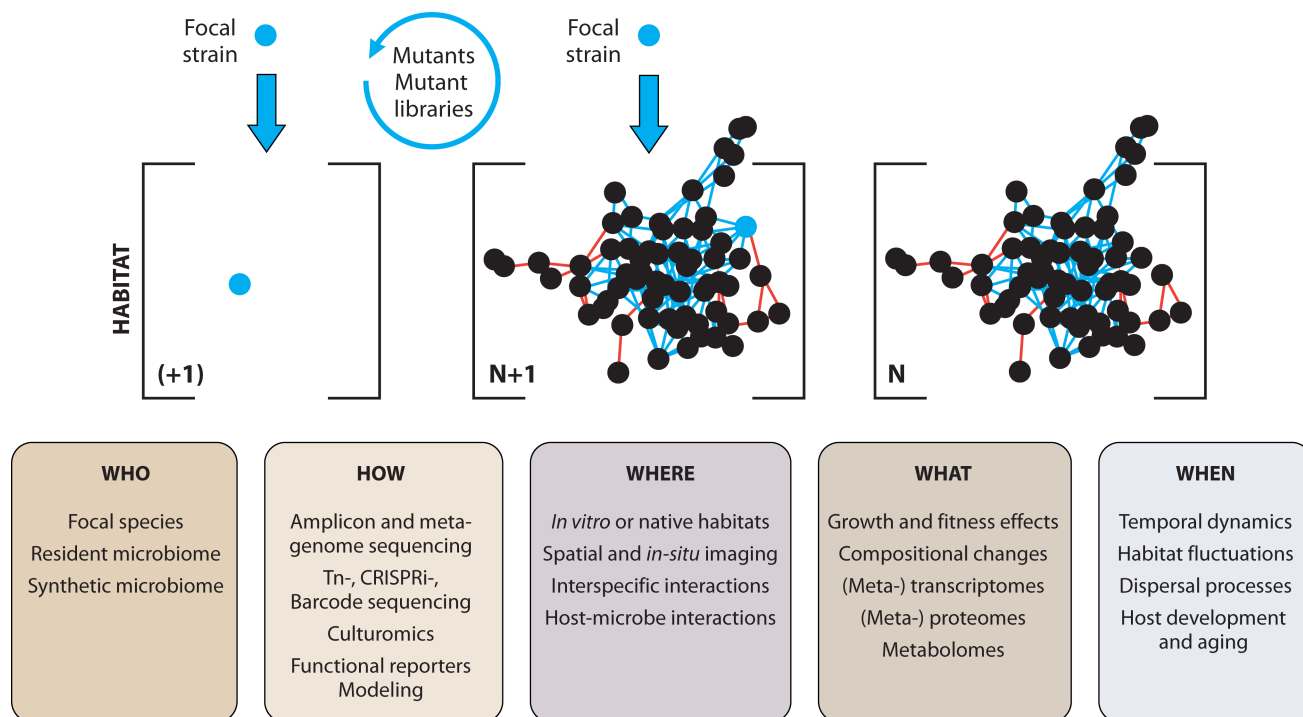 Focal
strain
Mutants
Mutant
libraries
Focal
strain
HABITAT
(+1)
N+1
N
WHO
Focal species
Resident microbiome
Synthetic microbiome
HOW
Amplicon and meta-
genome sequencing
Tn-, CRISPRi-,
Barcode sequencing
Culturomics
Functional reporters
Modeling
WHERE
In vitro or native habitats
Spatial and in-situ imaging
Interspecific interactions
Host-microbe interactions
WHAT
Growth and fitness effects
Compositional changes
(Meta-) transcriptomes
(Meta-) proteomes
Metabolomes
WHEN
Temporal dynamics
Habitat fluctuations
Dispersal processes
Host development
and aging